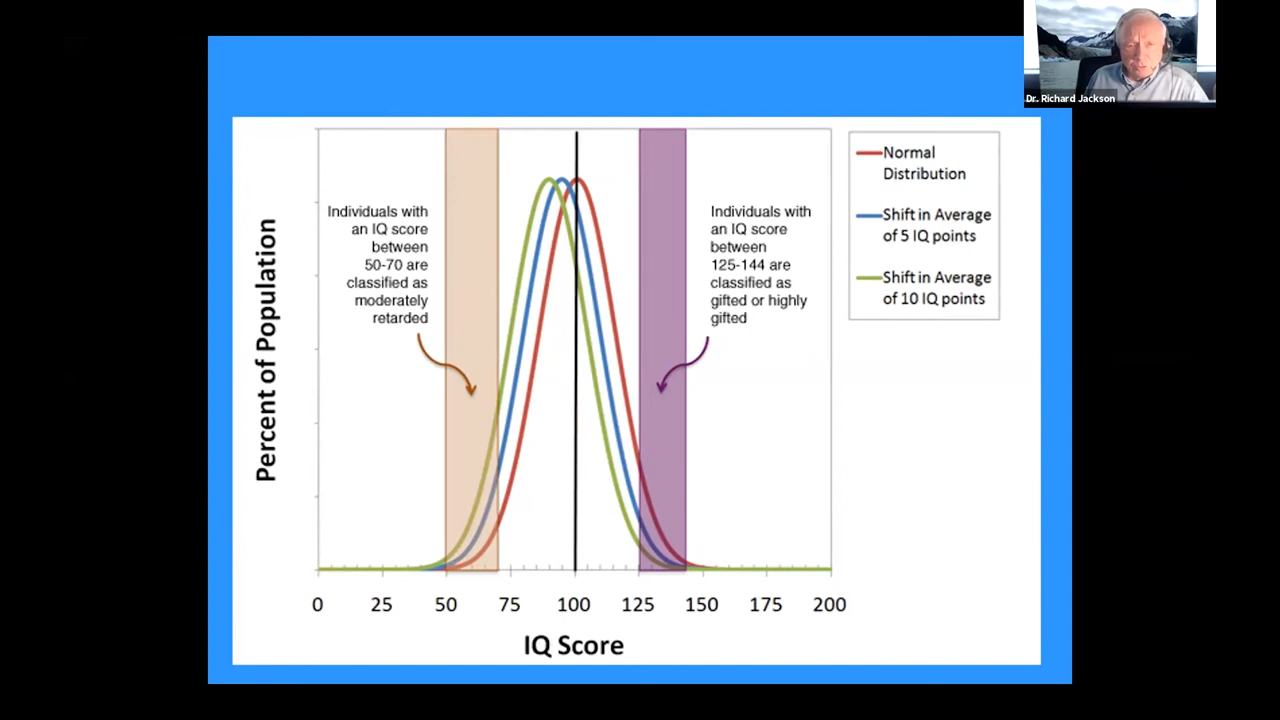 Dr. Richard Jackson
Individuals with
an IQ score
between
50-70 are
classified as
moderately
retarded
Individuals with
an IQ score
between
125-144 are
classified as
gifted or highly
gifted
Normal
Distribution
Shift in Average
of 5 IQ points
Shift in Average
of 10 IQ points
Percent of Population
0 25 50 75 100 125 150 175 200
IQ Score